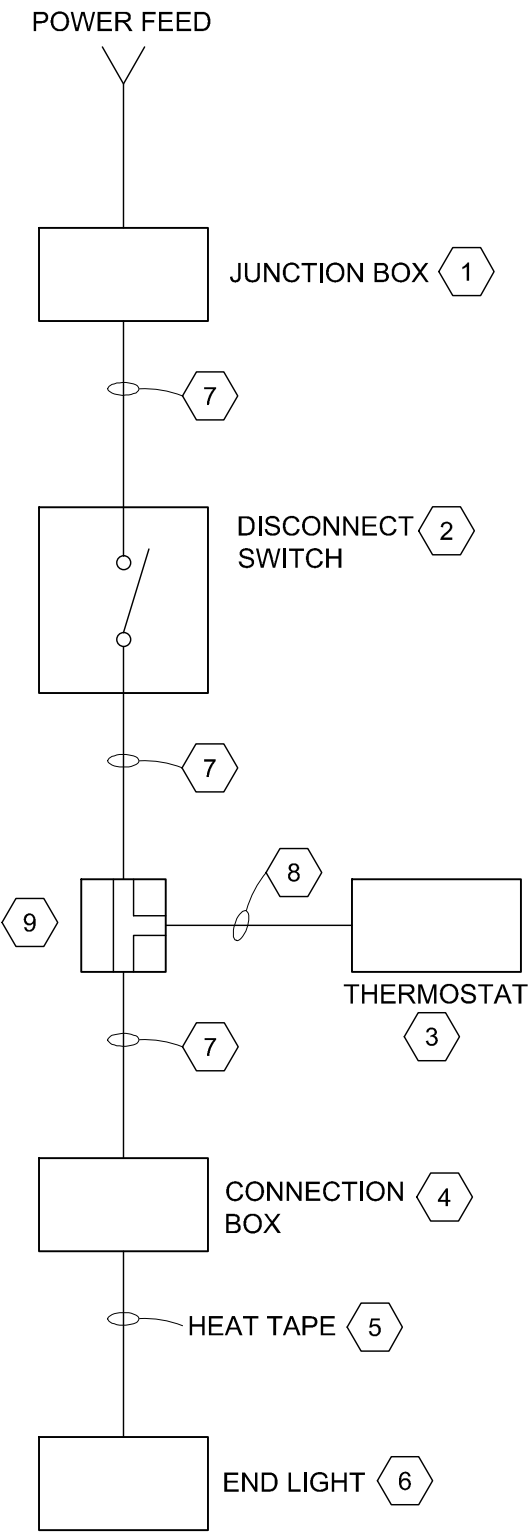 POWER FEED
JUNCTION BOX 1
7
DISCONNECT 2
SWITCH
7
8
9
THERMOSTAT
3
7
CONNECTION 4
BOX
HEAT TAPE 5
END LIGHT 6